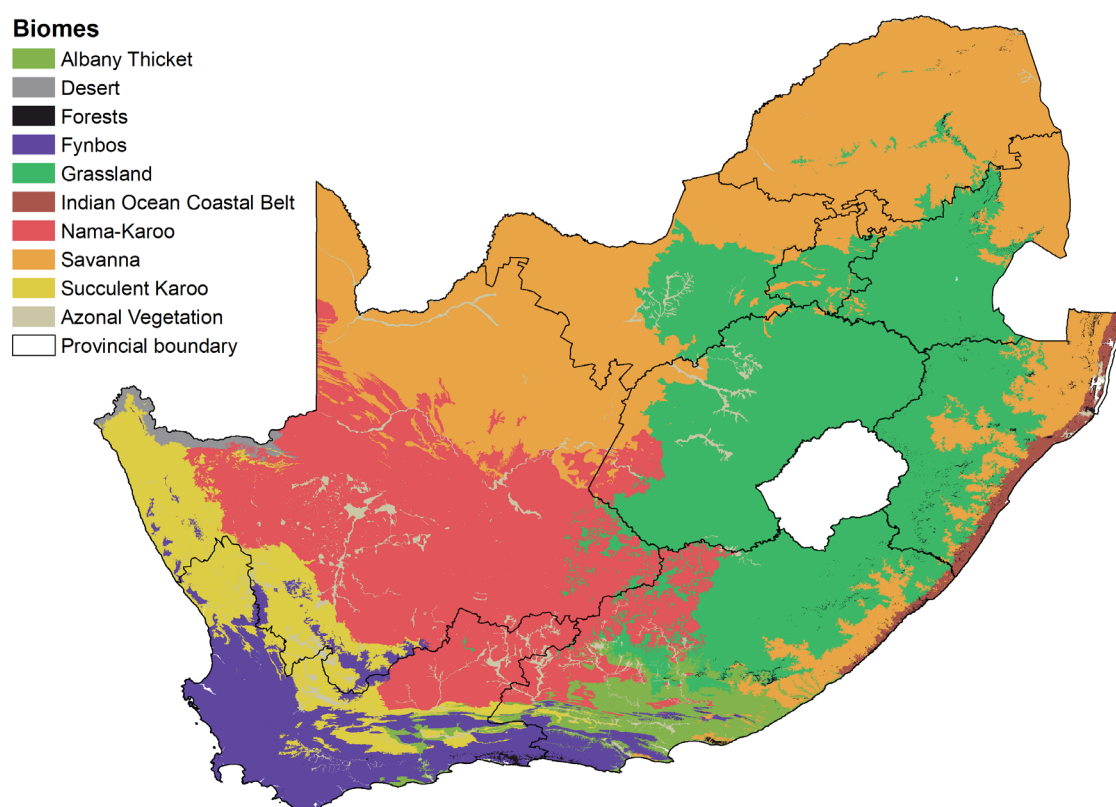 Biomes
Albany Thicket
Desert
Forests
Fynbos
Grassland
Indian Ocean Coastal Belt
Nama-Karoo
Savanna
Succulent Karoo
Azonal Vegetation
Provincial boundary